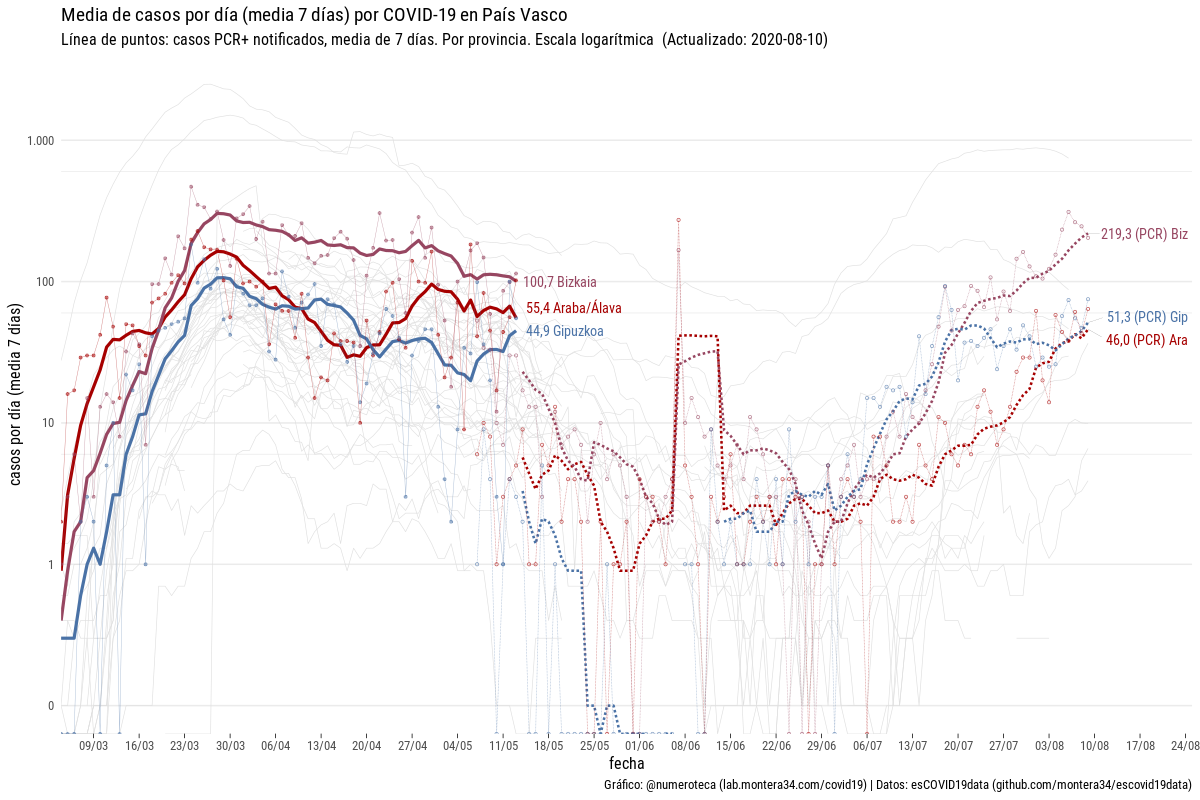 Media de casos por día (media 7 días) por COVID-19 en País Vasco
Línea de puntos: casos PCR+ notificados, media de 7 días. Por provincia. Escala logarítmica (Actualizado: 2020-08-10)
casos por día (media 7 días)
1.000
100
10
1
0
219,3 (PCR) Biz
100,7 Bizkaia
55,4 Araba/Álava
44,9 Gipuzkoa
51,3 (PCR) Gip
46,0 (PCR) Ara
09/03 16/03 23/03 30/03 06/04 13/04 20/04 27/04 04/05 11/05 18/05 25/05 01/06 08/06 15/06 22/06 29/06 06/07 13/07 20/07 27/07 03/08 10/08 17/08 24/08
fecha
Gráfico: @numeroteca (lab.montera34.com/covid19) | Datos: esCOVID19data (github.com/montera34/escovid19data)